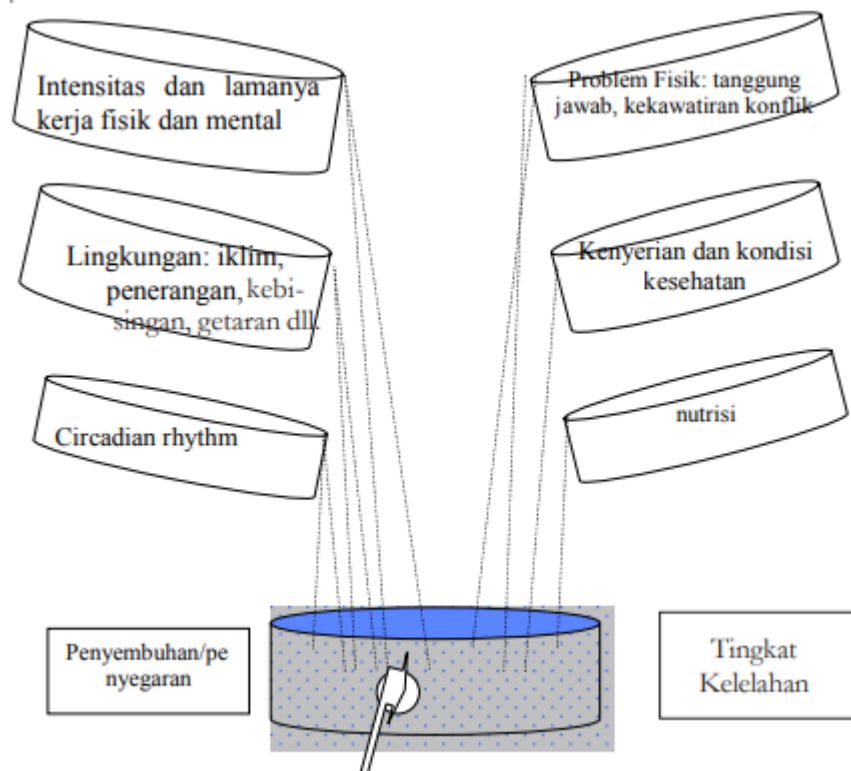 Intensitas dan lamanya
kerja fisik dan mental
Problem Fisik: tanggung
jawab, kekawatiran konflik
Lingkungan: iklim,
penerangan, kebi-
singan, getaran dll.
Kenyerian dan kondisi
kesehatan
Circadian rhythm
nutrisi
Penyembuhan/pe
nyegaran
Tingkat
Kelelahan